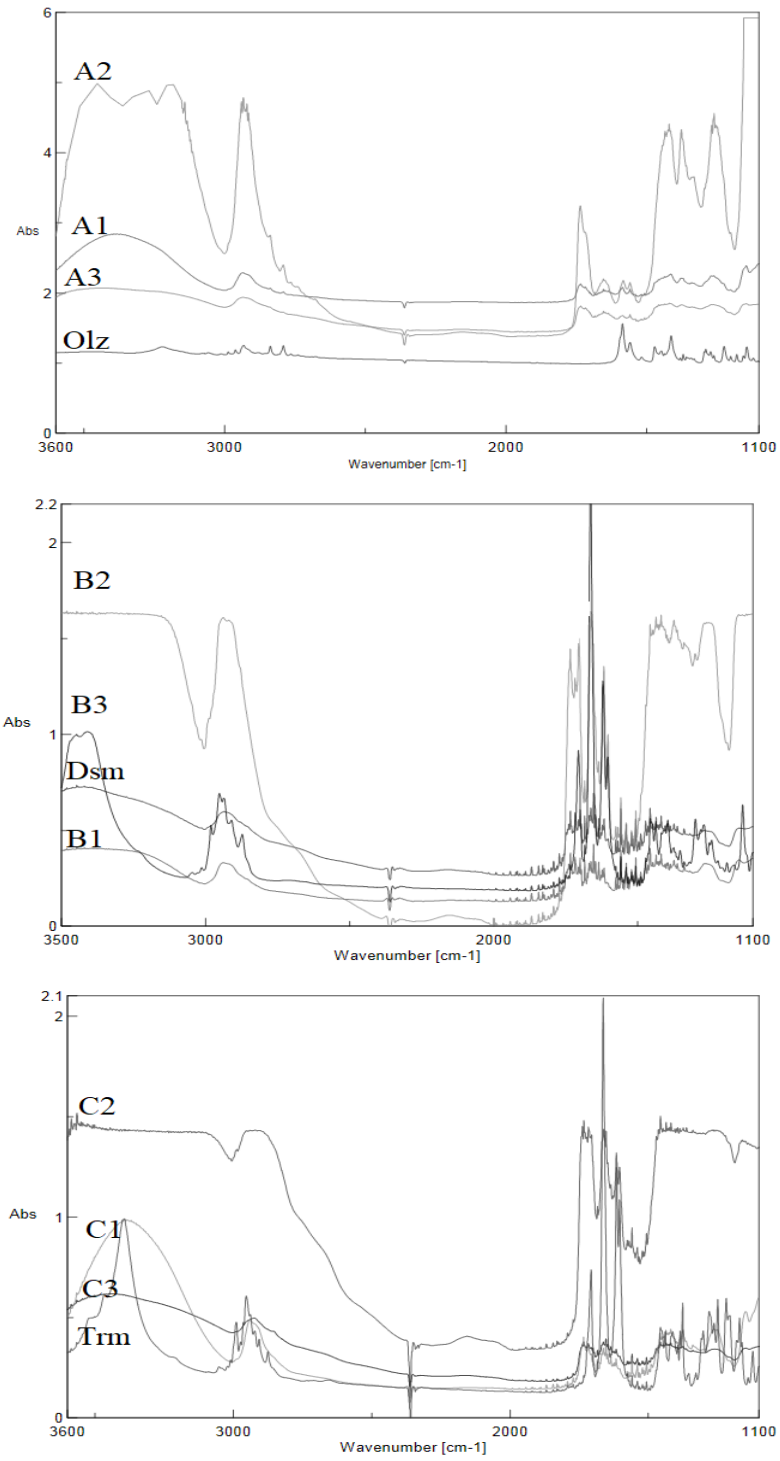 6
A2
4
Abs
A1
A3
2
Olz
0
3600
3000
2000
1100
Wavenumber [cm-1]
2.2
2
B2
B3
1
Abs
Dsm
B1
0
3500
3000
2000
1100
Wavenumber [cm-1]
2.1
2
C2
C1
1
Abs
C3
Trm
0
3600
3000
2000
1100
Wavenumber [cm-1]